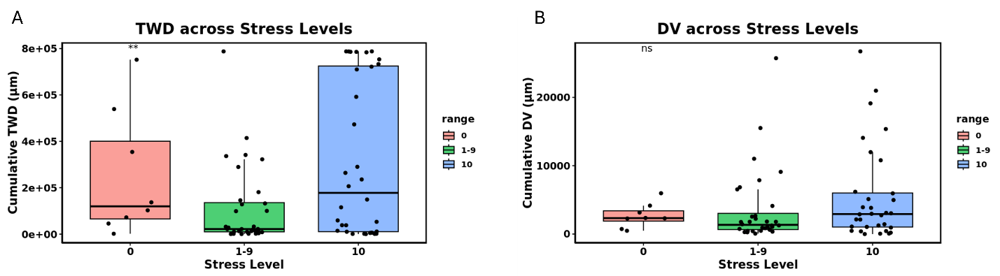 A
TWD across Stress Levels
**
8e+05
6e+05
4e+05
2e+05
0e+00
Cumulative TWD (μm)
0
1-9
10
Stress Level
range
0
1-9
10
B
DV across Stress Levels
ns
20000
10000
0
Cumulative DV (μm)
0
1-9
10
Stress Level
range
0
1-9
10